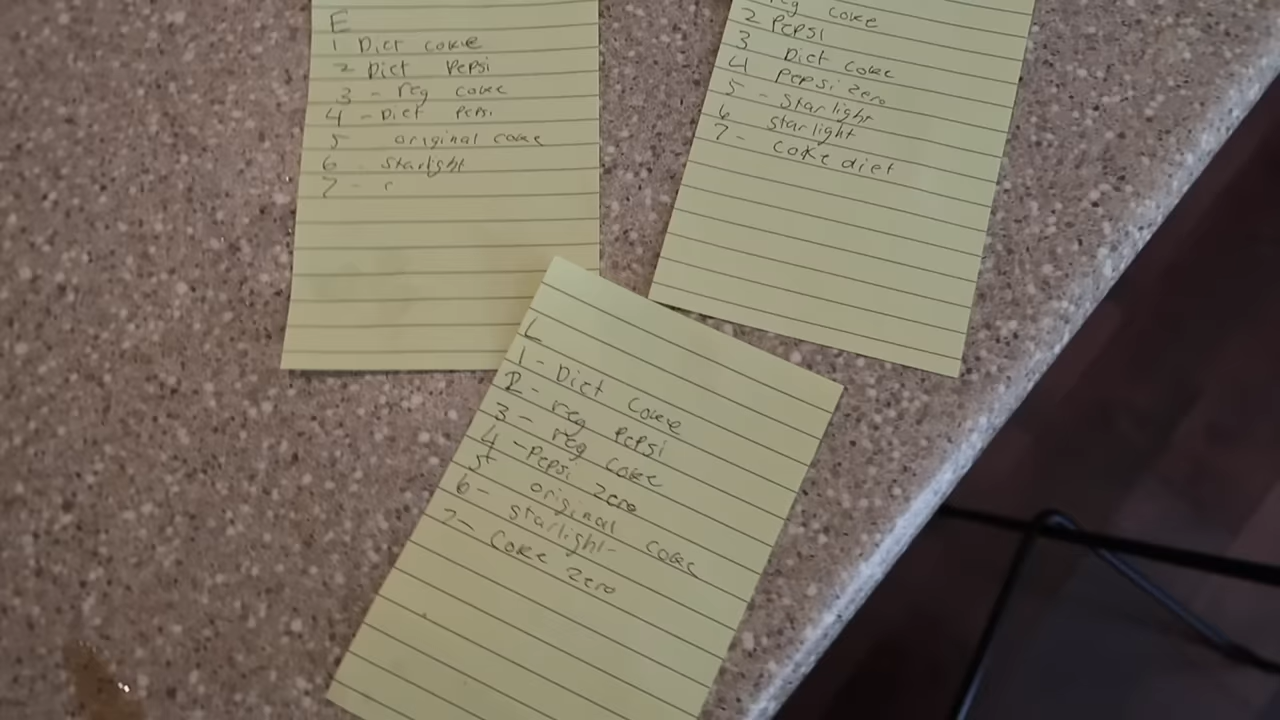 E
1 Diet coke
2 Diet Pepsi
3 - reg coke
4 - Diet Pepsi
5 original coke
6 starlight
7 -
reg coke
2 Pepsi
3 Diet coke
4 Pepsi zero
5 - starlight
6 starlight
7 - coke diet
L
1 - Diet coke
2 - reg Pepsi
3 - reg coke
4 - Pepsi zero
5 original coke
6 - starlight
7 - coke zero